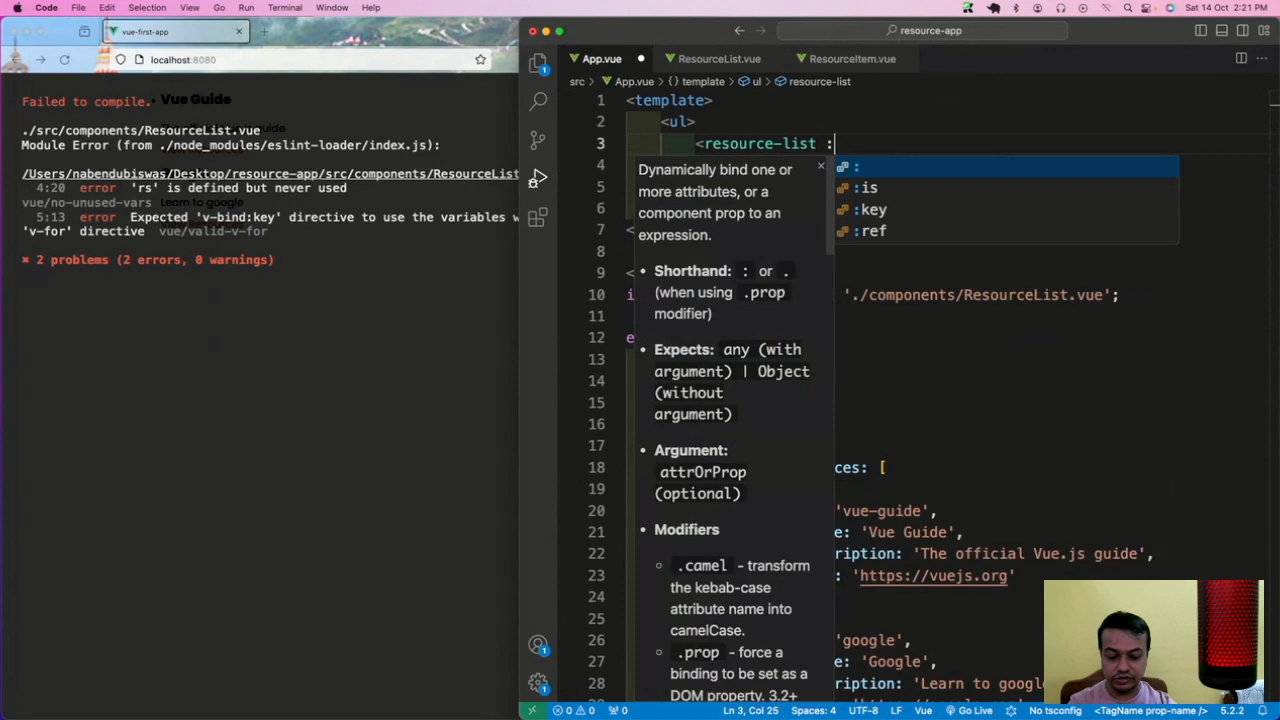 Code File Edit Selection View Go Run Terminal Window Help
Sat 14 Oct 2:21 PM
vue-first-app
localhost:8080
Failed to compile.
Vue Guide
./src/components/ResourceList.vue
Module Error (from ./node_modules/eslint-loader/index.js):
/Users/nabendubiswas/Desktop/resource-app/src/components/ResourceList
4:20 error 'rs' is defined but never used
vue/no-unused-vars
Learn to google
5:13 error Expected 'v-bind:key' directive to use the variables w
'v-for' directive vue/valid-v-for
✖ 2 problems (2 errors, 0 warnings)
resource-app
App.vue
ResourceList.vue
ResourceItem.vue
src > App.vue > {} template > ul > resource-list
1 <template>
2 <ul>
3 <resource-list :
4
5
6
7 <
8
9 <
10 i './components/ResourceList.vue';
11
12 e
13
14
15
16
17
18 ces: [
19
20 'vue-guide',
21 e: 'Vue Guide',
22 ription: 'The official Vue.js guide',
23 : 'https://vuejs.org'
24
25
26 'google',
27 e: 'Google',
28 ription: 'Learn to google
:
:is
:key
:ref
Dynamically bind one or
more attributes, or a
component prop to an
expression.
• Shorthand: : or .
(when using .prop
modifier)
• Expects: any (with
argument) | Object
(without
argument)
• Argument:
attrOrProp
(optional)
• Modifiers
.camel - transform
the kebab-case
attribute name into
camelCase.
.prop - force a
binding to be set as a
DOM property. 3.2+
0 0 0
Ln 3, Col 25 Spaces: 4 UTF-8 LF Vue Go Live No tsconfig <TagName prop-name /> 5.2.2